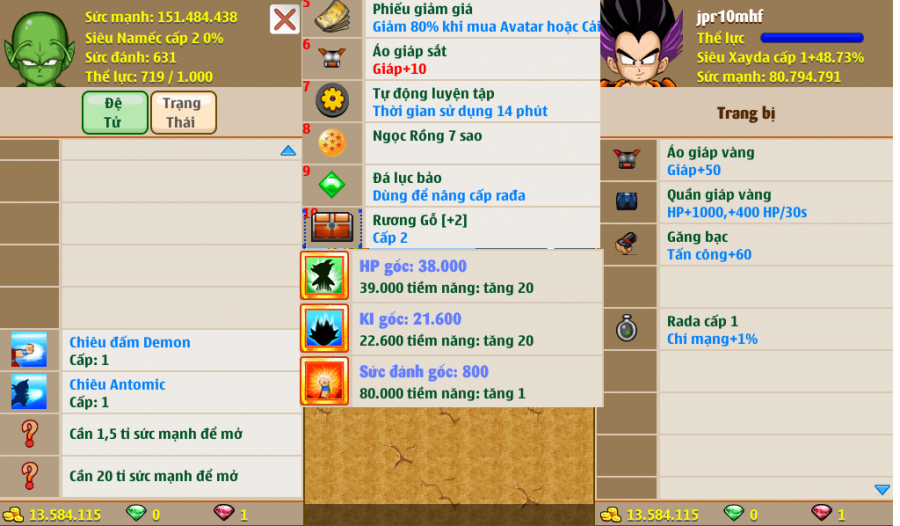 Sức mạnh: 151.484.438
Siêu Namếc cấp 2 0%
Sức đánh: 631
Thể lực: 719 / 1.000
Đệ
Tử
Trạng
Thái
Chiêu đấm Demon
Cấp: 1
Chiêu Antomic
Cấp: 1
Cần 1,5 tỉ sức mạnh để mở
Cần 20 tỉ sức mạnh để mở
13.584.115
0
1
5
Phiếu giảm giá
Giảm 80% khi mua Avatar hoặc Cải
6
Áo giáp sắt
Giáp+10
7
Tự động luyện tập
Thời gian sử dụng 14 phút
8
Ngọc Rồng 7 sao
9
Đá lục bảo
Dùng để nâng cấp rađa
10
Rương Gỗ [+2]
Cấp 2
HP gốc: 38.000
39.000 tiềm năng: tăng 20
KI gốc: 21.600
22.600 tiềm năng: tăng 20
Sức đánh gốc: 800
80.000 tiềm năng: tăng 1
jpr10mhf
Thể lực
Siêu Xayda cấp 1+48.73%
Sức mạnh: 80.794.791
Trang bị
Áo giáp vàng
Giáp+50
Quần giáp vàng
HP+1000,+400 HP/30s
Găng bạc
Tấn công+60
Rada cấp 1
Chí mạng+1%
13.584.115
0
1